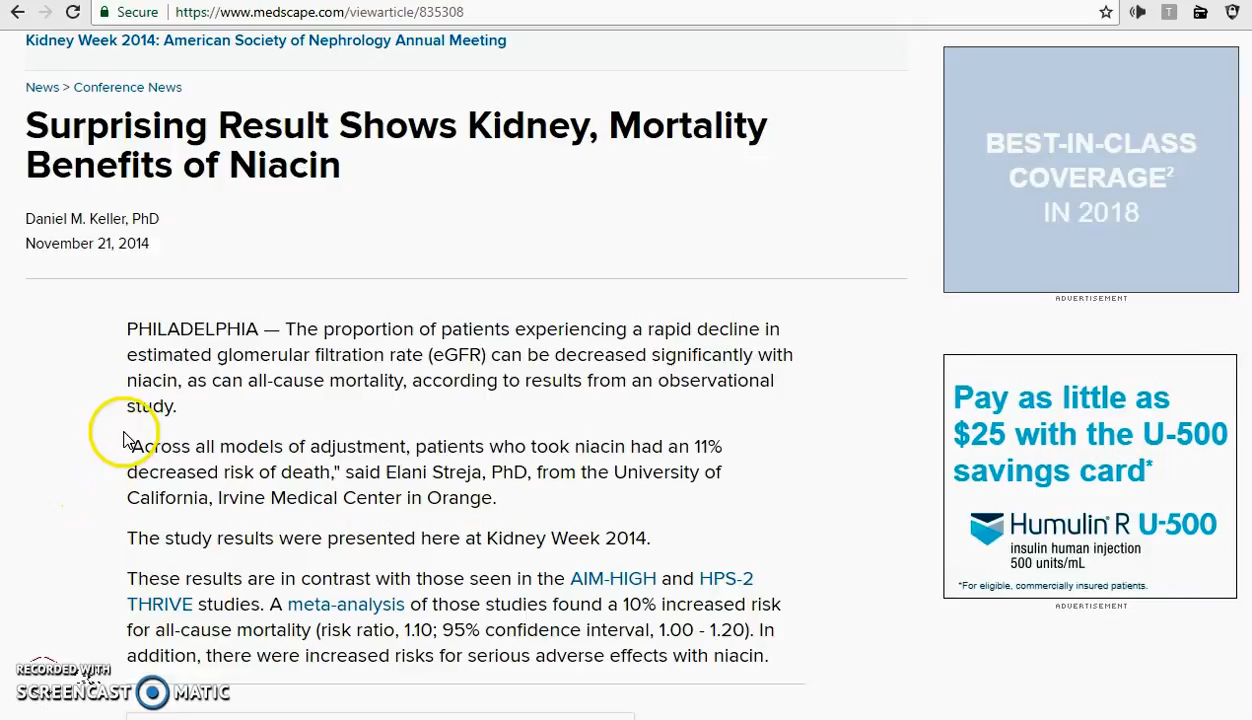 Secure
https://www.medscape.com/viewarticle/835308
T
Kidney Week 2014: American Society of Nephrology Annual Meeting
News > Conference News
Surprising Result Shows Kidney, Mortality
Benefits of Niacin
Daniel M. Keller, PhD
November 21, 2014
PHILADELPHIA — The proportion of patients experiencing a rapid decline in
estimated glomerular filtration rate (eGFR) can be decreased significantly with
niacin, as can all-cause mortality, according to results from an observational
study.
"Across all models of adjustment, patients who took niacin had an 11%
decreased risk of death," said Elani Streja, PhD, from the University of
California, Irvine Medical Center in Orange.
The study results were presented here at Kidney Week 2014.
These results are in contrast with those seen in the AIM-HIGH and HPS-2
THRIVE studies. A meta-analysis of those studies found a 10% increased risk
for all-cause mortality (risk ratio, 1.10; 95% confidence interval, 1.00 - 1.20). In
addition, there were increased risks for serious adverse effects with niacin.
BEST-IN-CLASS
COVERAGE²
IN 2018
ADVERTISEMENT
Pay as little as
$25 with the U-500
savings card*
Humulin® R U-500
insulin human injection
500 units/mL
*For eligible, commercially insured patients.
ADVERTISEMENT
RECORDED WITH
SCREENCAST MATIC